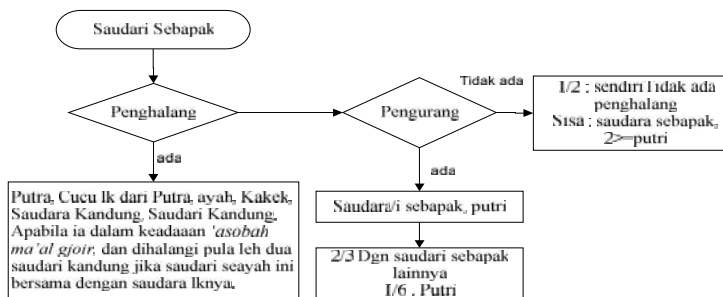 Saudari Sebapak
Penghalang
Pengurang
Tidak ada
1/2 : sendiri Tidak ada
penghalang
Sisa : saudara sebapak,
2>=putri
ada
ada
Putra, Cucu lk dari Putra, ayah, Kakek,
Saudara Kandung, Saudari Kandung,
Apabila ia dalam keadaaan 'asobah
ma'al gjoir, dan dihalangi pula leh dua
saudari kandung jika saudari seayah ini
bersama dengan saudara lknya.
Saudara/i sebapak, putri
2/3 Dgn saudari sebapak
lainnya
1/6 . Putri